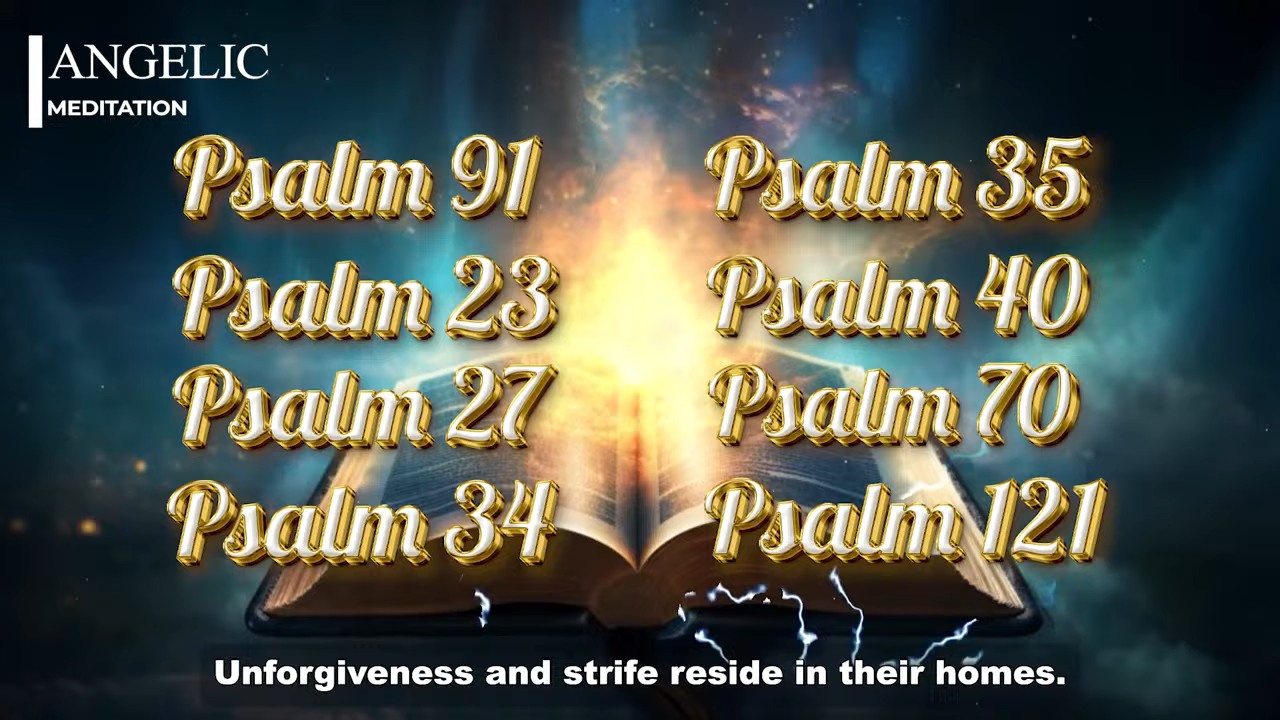 ANGELIC
MEDITATION
Psalm 91
Psalm 23
Psalm 27
Psalm 34
Psalm 35
Psalm 40
Psalm 70
Psalm 121
Unforgiveness and strife reside in their homes.